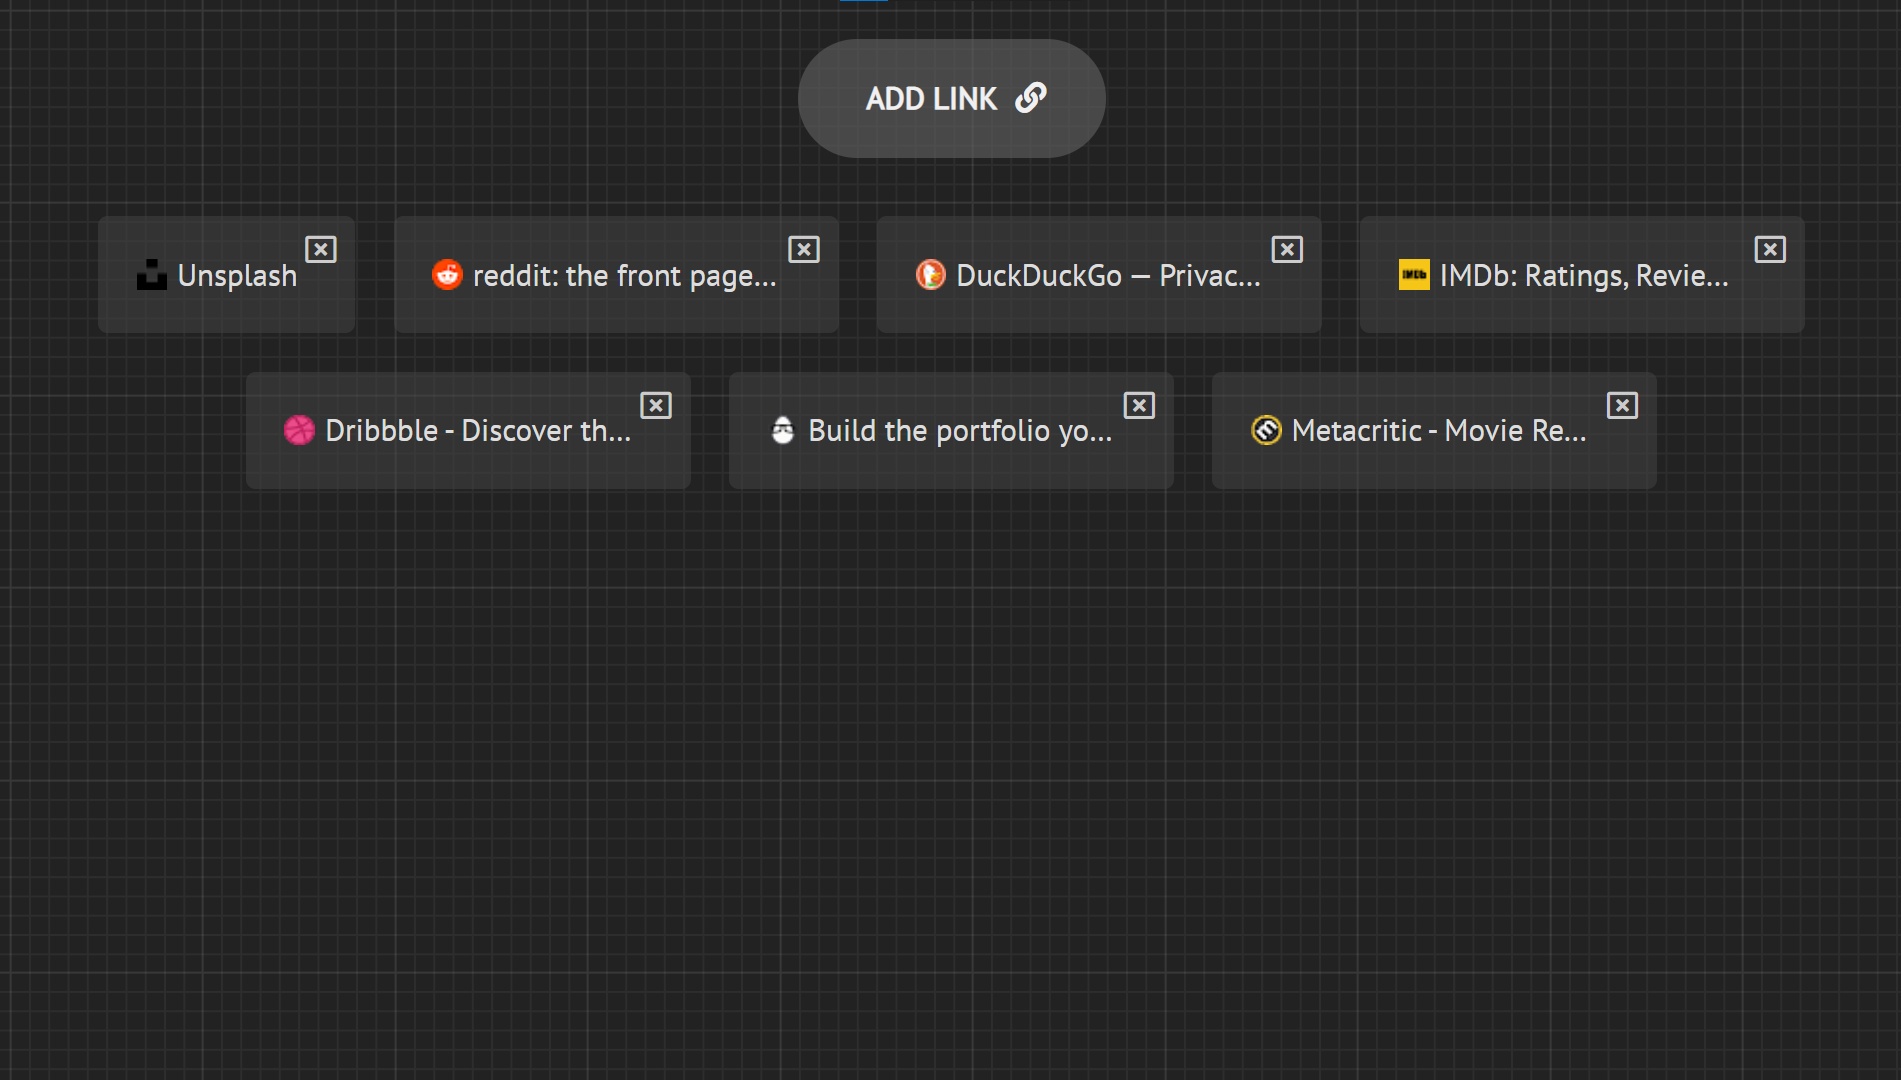 ADD LINK
Unsplash
reddit: the front page...
DuckDuckGo — Privac...
IMDb
IMDb: Ratings, Revie...
Dribbble - Discover th...
Build the portfolio yo...
Metacritic - Movie Re...